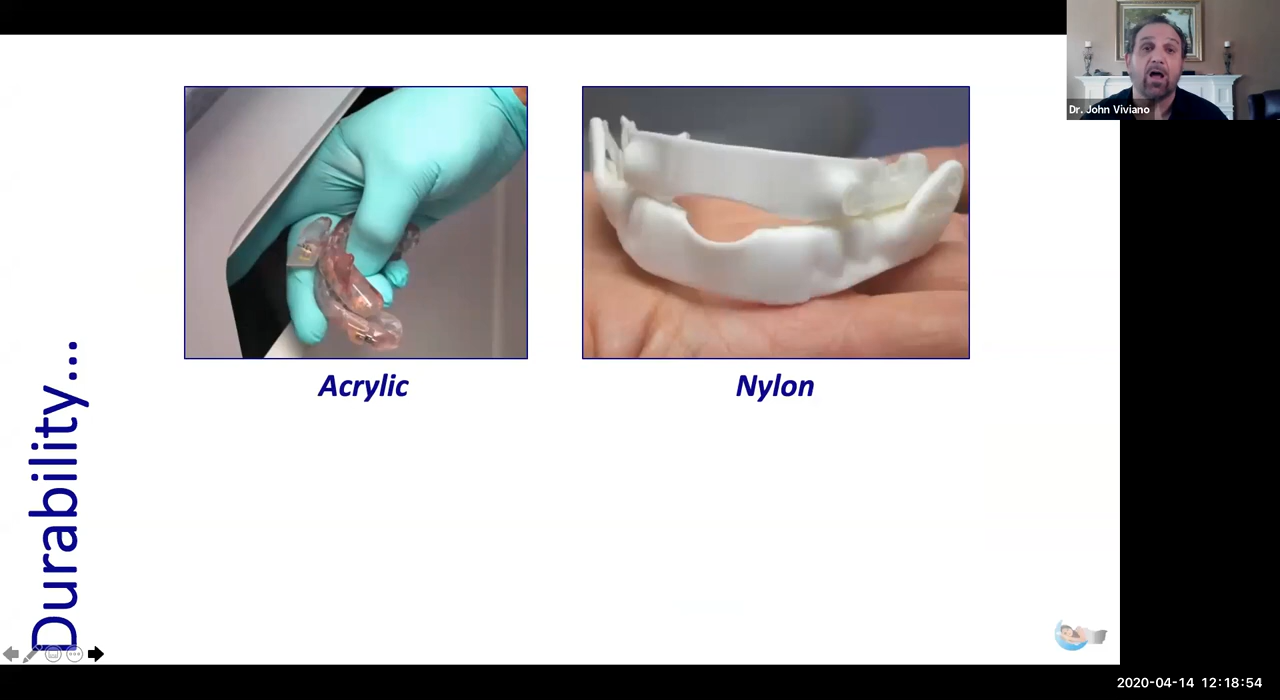 Dr. John Viviano
Acrylic
Nylon
Durability...
2020-04-14 12:18:54